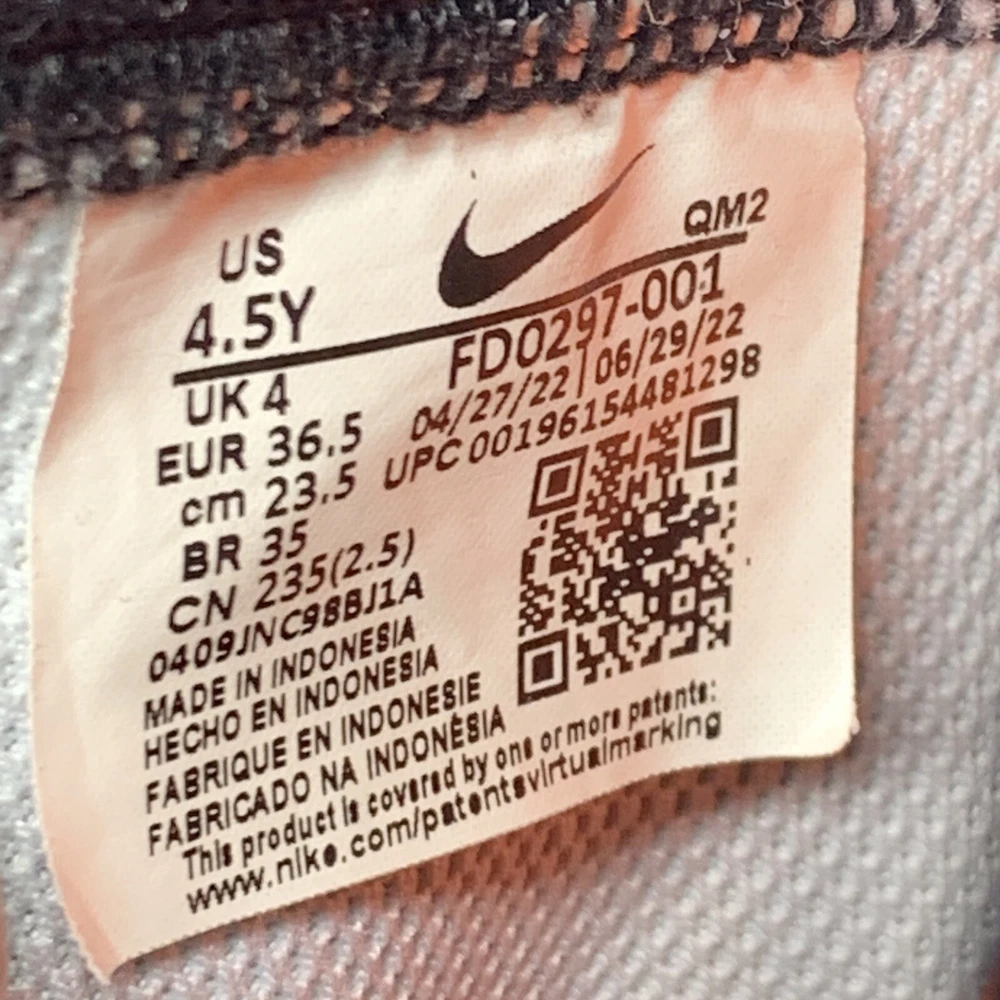 US
4.5Y
QM2
UK 4
EUR 36.5
cm 23.5
BR 35
CN 235(2.5)
FD0297-001
04/27/22 | 06/29/22
UPC 00196154481298
0409JNC98BJ1A
MADE IN INDONESIA
HECHO EN INDONESIA
FABRIQUE EN INDONESIE
FABRICADO NA INDONÉSIA
This product is covered by one or more patents:
www.nike.com/patentsvirtualmarking